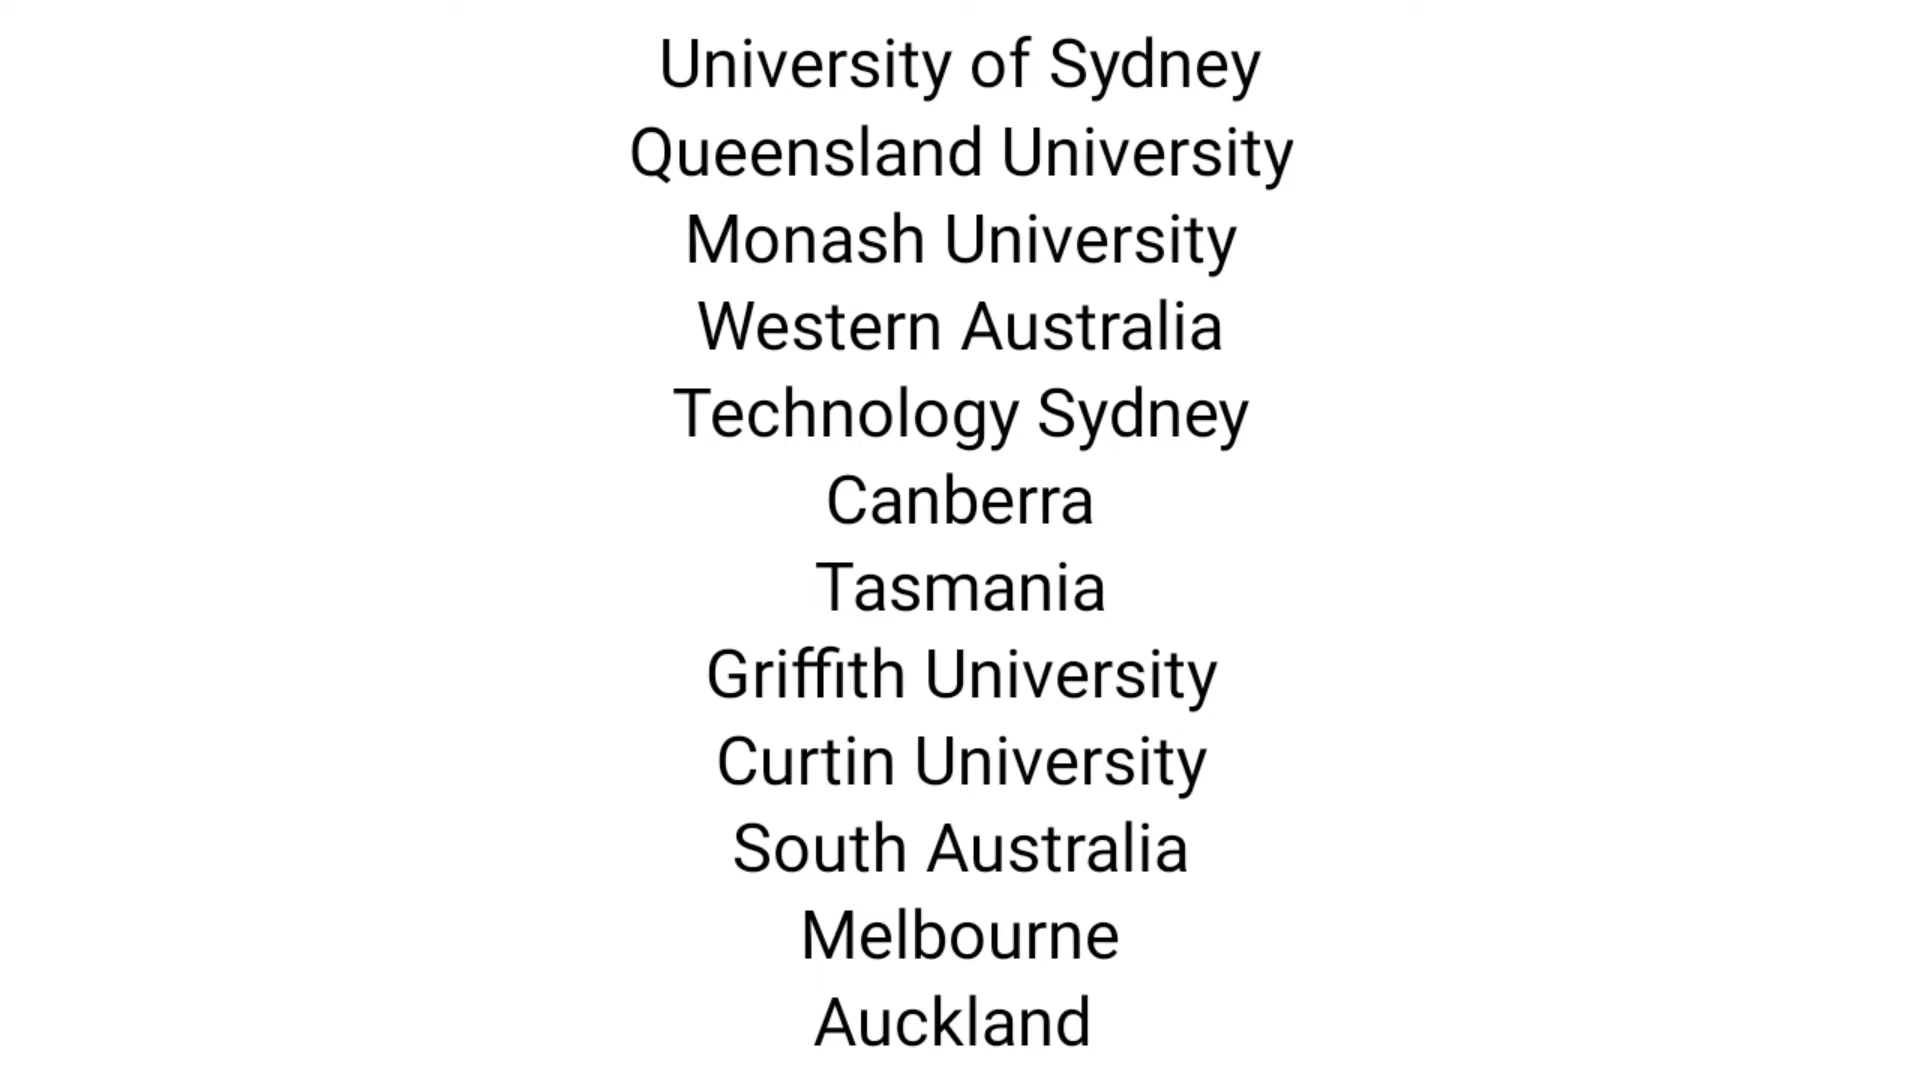 University of Sydney
Queensland University
Monash University
Western Australia
Technology Sydney
Canberra
Tasmania
Griffith University
Curtin University
South Australia
Melbourne
Auckland